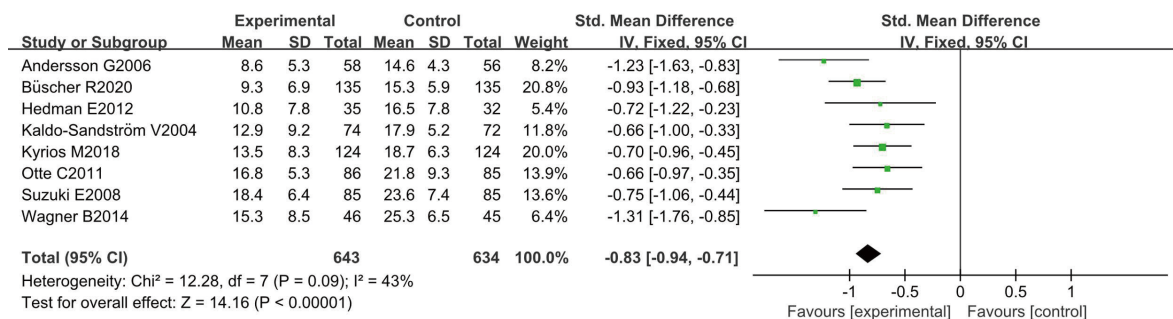 Experimental Control Std. Mean Difference Std. Mean Difference
Study or Subgroup Mean SD Total Mean SD Total Weight IV, Fixed, 95% CI IV, Fixed, 95% CI
Andersson G2006 8.6 5.3 58 14.6 4.3 56 8.2% -1.23 [-1.63, -0.83]
Büscher R2020 9.3 6.9 135 15.3 5.9 135 20.8% -0.93 [-1.18, -0.68]
Hedman E2012 10.8 7.8 35 16.5 7.8 32 5.4% -0.72 [-1.22, -0.23]
Kaldo-Sandström V2004 12.9 9.2 74 17.9 5.2 72 11.8% -0.66 [-1.00, -0.33]
Kyrios M2018 13.5 8.3 124 18.7 6.3 124 20.0% -0.70 [-0.96, -0.45]
Otte C2011 16.8 5.3 86 21.8 9.3 85 13.9% -0.66 [-0.97, -0.35]
Suzuki E2008 18.4 6.4 85 23.6 7.4 85 13.6% -0.75 [-1.06, -0.44]
Wagner B2014 15.3 8.5 46 25.3 6.5 45 6.4% -1.31 [-1.76, -0.85]
Total (95% CI) 643 634 100.0% -0.83 [-0.94, -0.71]
Heterogeneity: Chi² = 12.28, df = 7 (P = 0.09); I² = 43%
Test for overall effect: Z = 14.16 (P < 0.00001)
-1 -0.5 0 0.5 1
Favours [experimental] Favours [control]